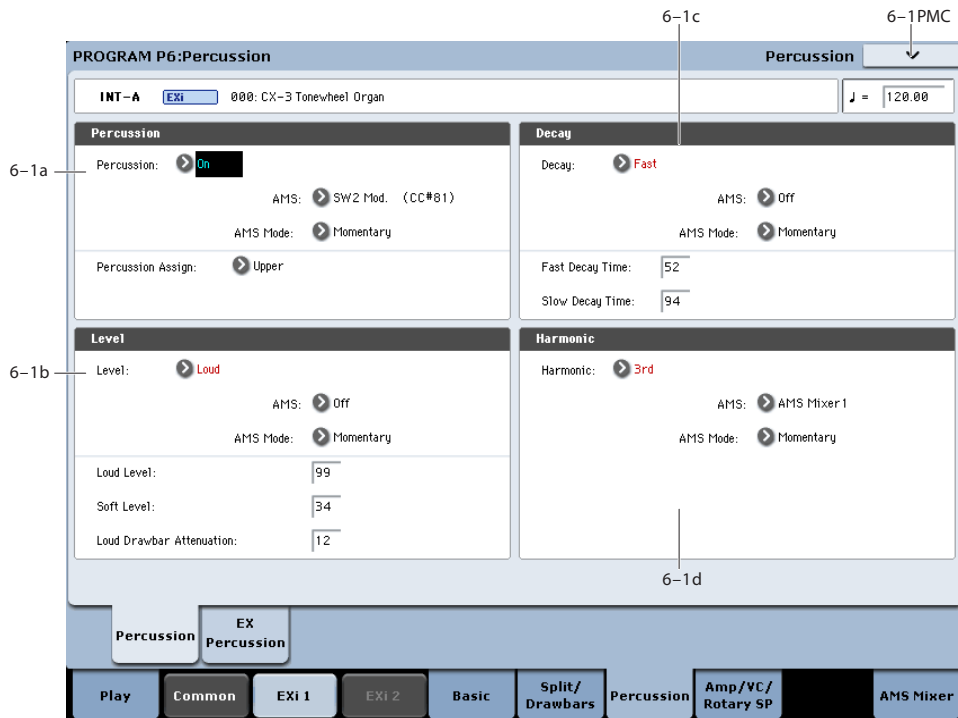 6–1c
6–1PMC
PROGRAM P6:Percussion
Percussion
INT-A EXi 000: CX-3 Tonewheel Organ
♩ = 120.00
Percussion
6–1a
Percussion: On
AMS: SW2 Mod. (CC#81)
AMS Mode: Momentary
Percussion Assign: Upper
Decay
Decay: Fast
AMS: Off
AMS Mode: Momentary
Fast Decay Time: 52
Slow Decay Time: 94
Level
6–1b
Level: Loud
AMS: Off
AMS Mode: Momentary
Loud Level: 99
Soft Level: 34
Loud Drawbar Attenuation: 12
Harmonic
Harmonic: 3rd
AMS: AMS Mixer1
AMS Mode: Momentary
6–1d
Percussion
EX
Percussion
Play
Common
EXi 1
EXi 2
Basic
Split/
Drawbars
Percussion
Amp/VC/
Rotary SP
AMS Mixer